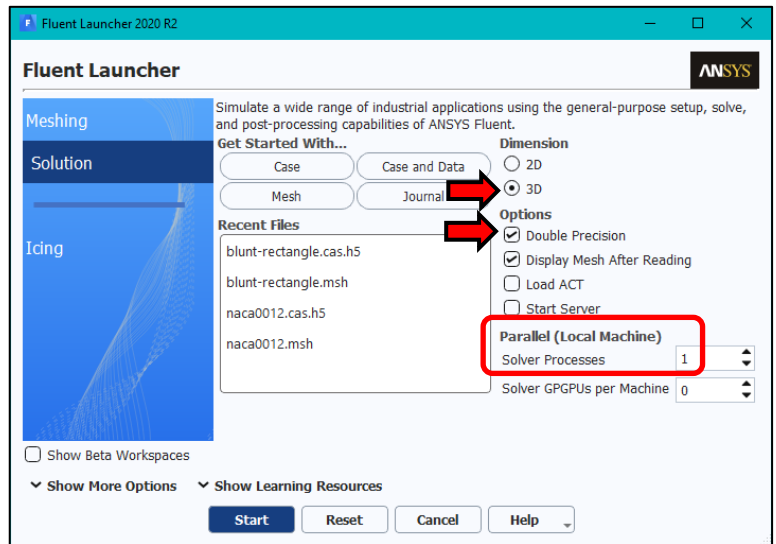 F Fluent Launcher 2020 R2
Fluent Launcher
ANSYS
Meshing
Solution
Icing
Simulate a wide range of industrial applications using the general-purpose setup, solve,
and post-processing capabilities of ANSYS Fluent.
Get Started With...
Case
Case and Data
Mesh
Journal
Recent Files
blunt-rectangle.cas.h5
blunt-rectangle.msh
naca0012.cas.h5
naca0012.msh
Dimension
2D
3D
Options
Double Precision
Display Mesh After Reading
Load ACT
Start Server
Parallel (Local Machine)
Solver Processes 1
Solver GPGPUs per Machine 0
Show Beta Workspaces
Show More Options
Show Learning Resources
Start
Reset
Cancel
Help